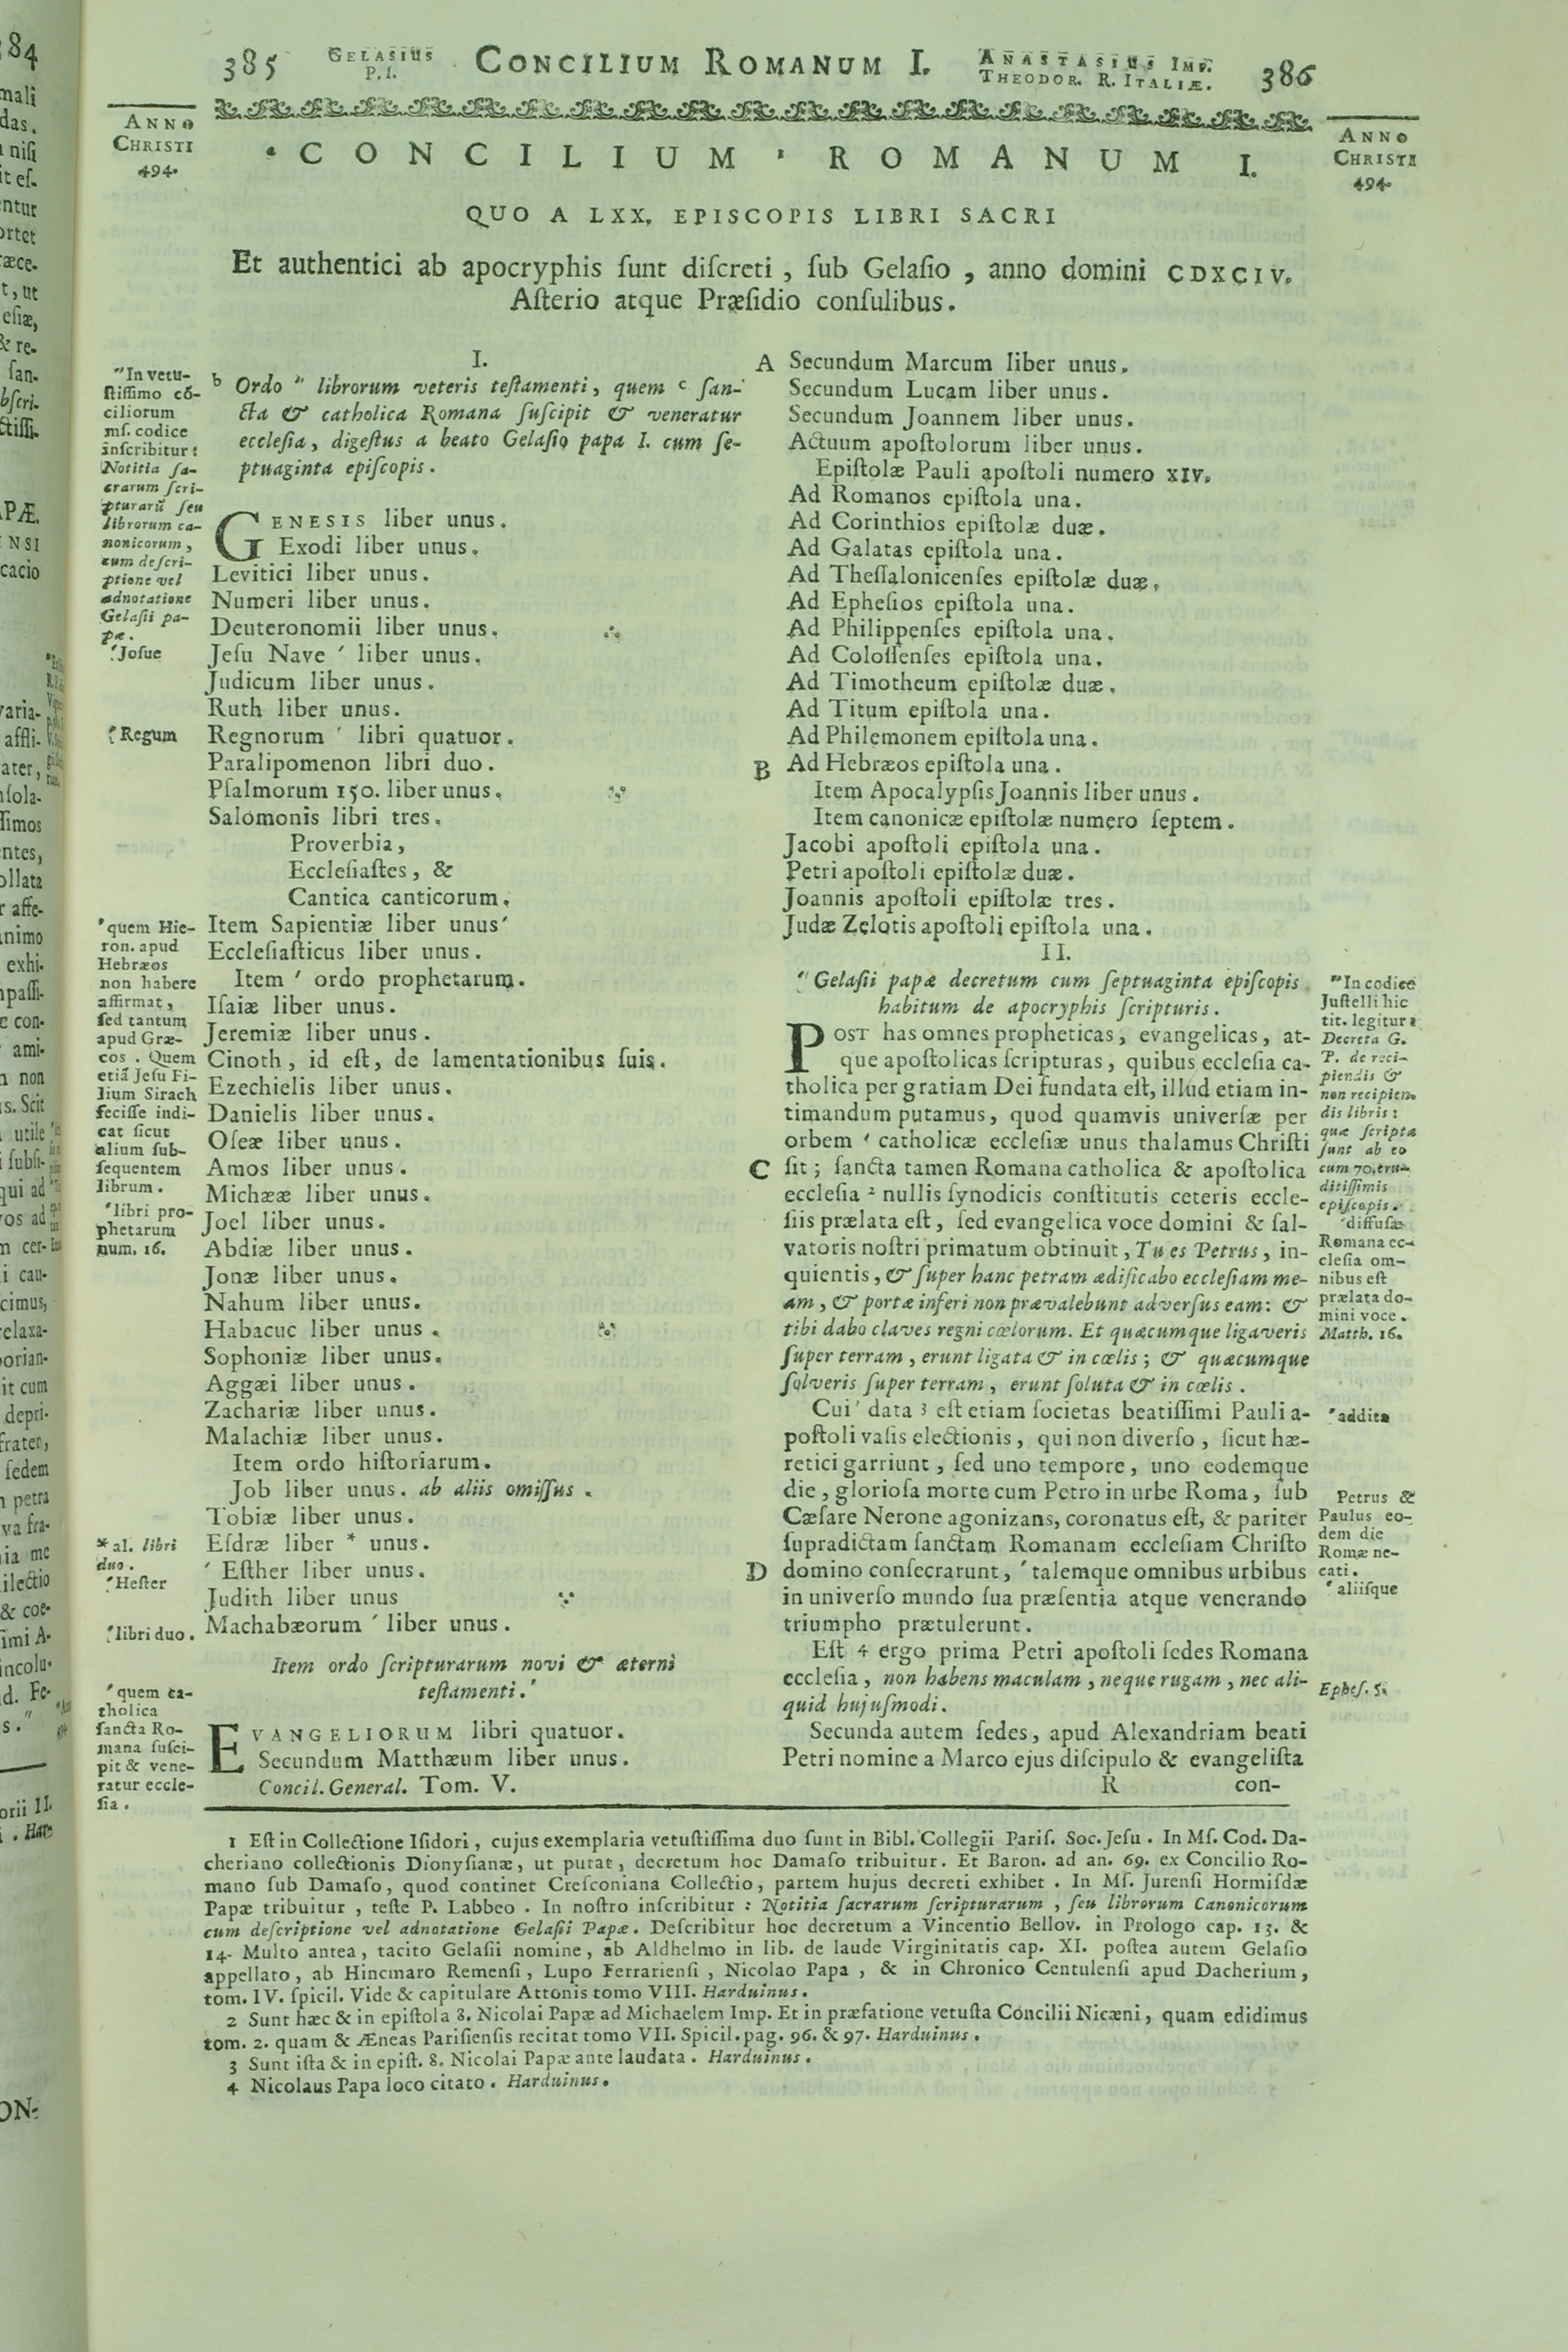 385 GELASIUS P. I. CONCILIUM ROMANUM I. ANASTASIUS IMP. THEODOR. R. ITALIÆ. 386
ANNO
CHRISTI
494.
ANNO
CHRISTI
494.
CONCILIUM ROMANUM I.
QUO A LXX. EPISCOPIS LIBRI SACRI
Et authentici ab apocryphis ſunt diſcreti , ſub Gelaſio , anno domini CDXCIV.
Aſterio atque Præſidio conſulibus .
I.
b Ordo " librorum veteris teſtamenti , quem c ſan-
cta & catholica Romana ſuſcipit & veneratur
eccleſia , digeſtus a beato Gelaſio papa I. cum ſe-
ptuaginta epiſcopis .
GENESIS liber unus .
Exodi liber unus .
Levitici liber unus .
Numeri liber unus .
Deuteronomii liber unus .
Jeſu Nave ' liber unus .
Judicum liber unus .
Ruth liber unus .
Regnorum ' libri quatuor .
Paralipomenon libri duo .
Pſalmorum 150. liber unus .
Salomonis libri tres .
Proverbia ,
Eccleſiaſtes , &
Cantica canticorum .
Item Sapientiæ liber unus '
Eccleſiaſticus liber unus .
Item ' ordo prophetarum .
Iſaiæ liber unus .
Jeremiæ liber unus .
Cinoth , id eſt , de lamentationibus ſuis .
Ezechielis liber unus .
Danielis liber unus .
Oſeæ liber unus .
Amos liber unus .
Michææ liber unus .
Joel liber unus .
Abdiæ liber unus .
Jonæ liber unus .
Nahum liber unus .
Habacuc liber unus .
Sophoniæ liber unus .
Aggæi liber unus .
Zachariæ liber unus .
Malachiæ liber unus .
Item ordo hiſtoriarum .
Job liber unus . ab aliis omiſſus .
Tobiæ liber unus .
Eſdræ liber * unus .
' Eſther liber unus .
Judith liber unus
Machabæorum ' liber unus .
Item ordo ſcripturarum novi & æterni
teſtamenti . '
EVANGELIORUM libri quatuor .
Secundum Matthæum liber unus .
Concil. General. Tom. V.
"In vetu-
ſtiſſimo cō-
ciliorum
mſ. codice
inſcribitur :
Notitia ſa-
crarum ſcri-
pturarū ſeu
librorum ca-
nonicorum ,
cum deſcri-
ptione vel
adnotatione
Gelaſii pa-
pæ .
'Joſue
'Regum
'quem Hie-
ron. apud
Hebræos
non habere
affirmat ,
ſed tantum
apud Græ-
cos . Quem
etiā Jeſu Fi-
lium Sirach
feciſſe indi-
cat ſicut
alium ſub-
ſequentem
librum .
'libri pro-
phetarum
num. 16.
* al. libri
duo .
'Heſter
'libri duo .
'quem ca-
tholica
ſancta Ro-
mana ſuſci-
pit & vene-
ratur eccle-
ſia .
A Secundum Marcum liber unus .
Secundum Lucam liber unus .
Secundum Joannem liber unus .
Actuum apoſtolorum liber unus .
Epiſtolæ Pauli apoſtoli numero XIV.
Ad Romanos epiſtola una .
Ad Corinthios epiſtolæ duæ .
Ad Galatas epiſtola una .
Ad Theſſalonicenſes epiſtolæ duæ .
Ad Epheſios epiſtola una .
Ad Philippenſes epiſtola una .
Ad Coloſſenſes epiſtola una .
Ad Timotheum epiſtolæ duæ .
Ad Titum epiſtola una .
Ad Philemonem epiſtola una .
B Ad Hebræos epiſtola una .
Item Apocalypſis Joannis liber unus .
Item canonicæ epiſtolæ numero ſeptem .
Jacobi apoſtoli epiſtola una .
Petri apoſtoli epiſtolæ duæ .
Joannis apoſtoli epiſtolæ tres .
Judæ Zelotis apoſtoli epiſtola una .
II.
" Gelaſii papæ decretum cum ſeptuaginta epiſcopis
habitum de apocryphis ſcripturis .
POST has omnes propheticas , evangelicas , at-
que apoſtolicas ſcripturas , quibus eccleſia ca-
tholica per gratiam Dei fundata eſt , illud etiam in-
timandum putamus , quod quamvis univerſæ per
orbem ' catholicæ eccleſiæ unus thalamus Chriſti
C ſit ; ſancta tamen Romana catholica & apoſtolica
eccleſia 2 nullis ſynodicis conſtitutis ceteris eccle-
ſiis prælata eſt , ſed evangelica voce domini & ſal-
vatoris noſtri primatum obtinuit , Tu es Petrus , in-
quientis , & ſuper hanc petram ædificabo eccleſiam me-
am , & portæ inferi non prævalebunt adverſus eam : &
tibi dabo claves regni cœlorum . Et quæcumque ligaveris
ſuper terram , erunt ligata & in cœlis ; & quæcumque
ſolveris ſuper terram , erunt ſoluta & in cœlis .
Cui ' data 3 eſt etiam ſocietas beatiſſimi Pauli a-
poſtoli vaſis electionis , qui non diverſo , ſicut hæ-
retici garriunt , ſed uno tempore , uno eodemque
die , glorioſa morte cum Petro in urbe Roma , ſub
Cæſare Nerone agonizans , coronatus eſt , & pariter
ſupradictam ſanctam Romanam eccleſiam Chriſto
D domino conſecrarunt , ' talemque omnibus urbibus
in univerſo mundo ſua præſentia atque venerando
triumpho prætulerunt .
Eſt 4 ergo prima Petri apoſtoli ſedes Romana
eccleſia , non habens maculam , neque rugam , nec ali-
quid hujuſmodi .
Secunda autem ſedes , apud Alexandriam beati
Petri nomine a Marco ejus diſcipulo & evangeliſta
R con-
"In codice
Juſtelli hic
tit. legitur :
Decreta G.
P. de reci-
piendis &
non recipien-
dis libris :
quæ ſcripta
ſunt ab eo
cum 70. eru-
ditiſſimis
epiſcopis .
'diffuſæ
Romana ec-
cleſia om-
nibus eſt
prælata do-
mini voce .
Matth. 16.
'addita
Petrus &
Paulus eo-
dem die
Romæ ne-
cati .
'aliiſque
Epheſ. 5.
1 Eſt in Collectione Iſidori , cujus exemplaria vetuſtiſſima duo ſunt in Bibl. Collegii Pariſ. Soc. Jeſu . In Mſ. Cod. Da-
cheriano collectionis Dionyſianæ , ut putat , decretum hoc Damaſo tribuitur . Et Baron. ad an. 69. ex Concilio Ro-
mano ſub Damaſo , quod continet Creſconiana Collectio , partem hujus decreti exhibet . In Mſ. Jurenſi Hormiſdæ
Papæ tribuitur , teſte P. Labbeo . In noſtro inſcribitur : Notitia ſacrarum ſcripturarum , ſeu librorum Canonicorum
cum deſcriptione vel adnotatione Gelaſii Papæ . Deſcribitur hoc decretum a Vincentio Bellov. in Prologo cap. 13. &
14. Multo antea , tacito Gelaſii nomine , ab Aldhelmo in lib. de laude Virginitatis cap. XI. poſtea autem Gelaſio
appellato , ab Hincmaro Remenſi , Lupo Ferrarienſi , Nicolao Papa , & in Chronico Centulenſi apud Dacherium ,
tom. IV. ſpicil. Vide & capitulare Attonis tomo VIII. Harduinus .
2 Sunt hæc & in epiſtola 8. Nicolai Papæ ad Michaelem Imp. Et in præfatione vetuſta Concilii Nicæni , quam edidimus
tom. 2. quam & Æneas Pariſienſis recitat tomo VII. Spicil. pag. 96. & 97. Harduinus .
3 Sunt iſta & in epiſt. 8. Nicolai Papæ ante laudata . Harduinus .
4 Nicolaus Papa loco citato . Harduinus .